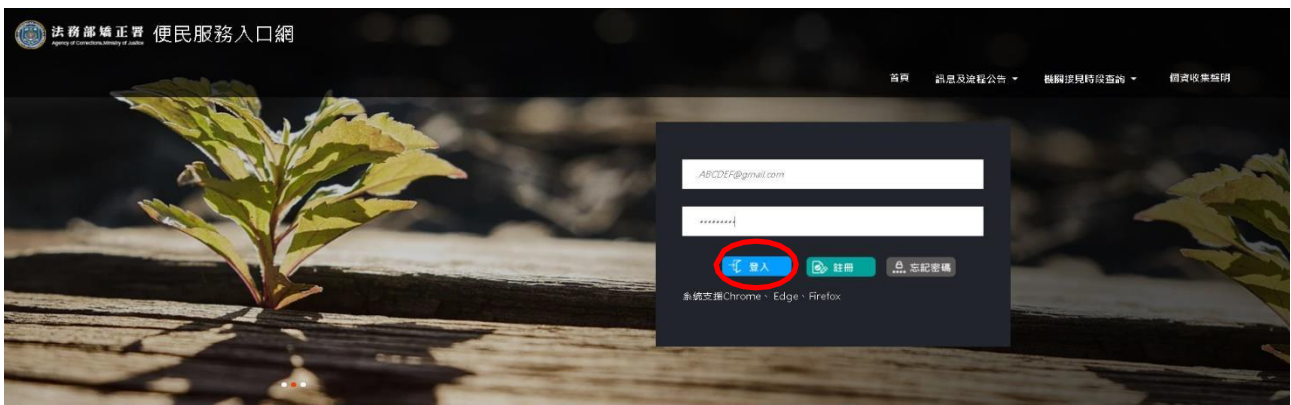 法務部矯正署 便民服務入口網
Agency of Corrections,Ministry of Justice
首頁 訊息及流程公告 機關接見時段查詢 個資收集聲明
ABCDEF@gmail.com
*********
登入 註冊 忘記密碼
系統支援Chrome、Edge、Firefox